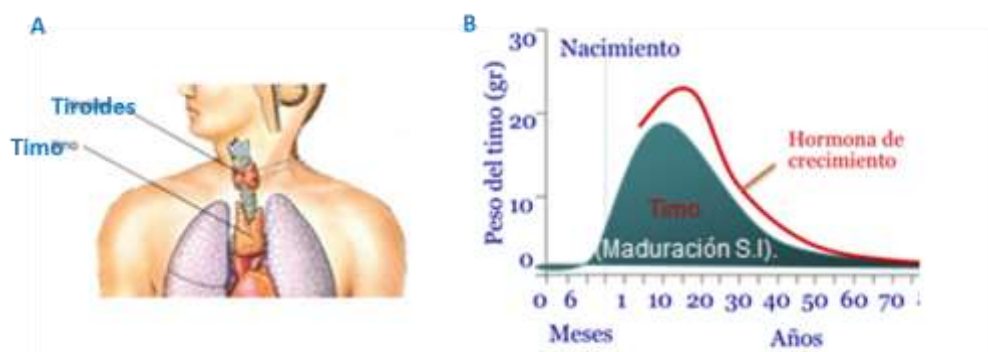 A
Tiroides
Timo
B
Nacimiento
Peso del timo (gr)
30
20
10
0
Hormona de
crecimiento
Timo
(Maduración S.I).
0 6 1 10 20 30 40 50 60 70
Meses
Años